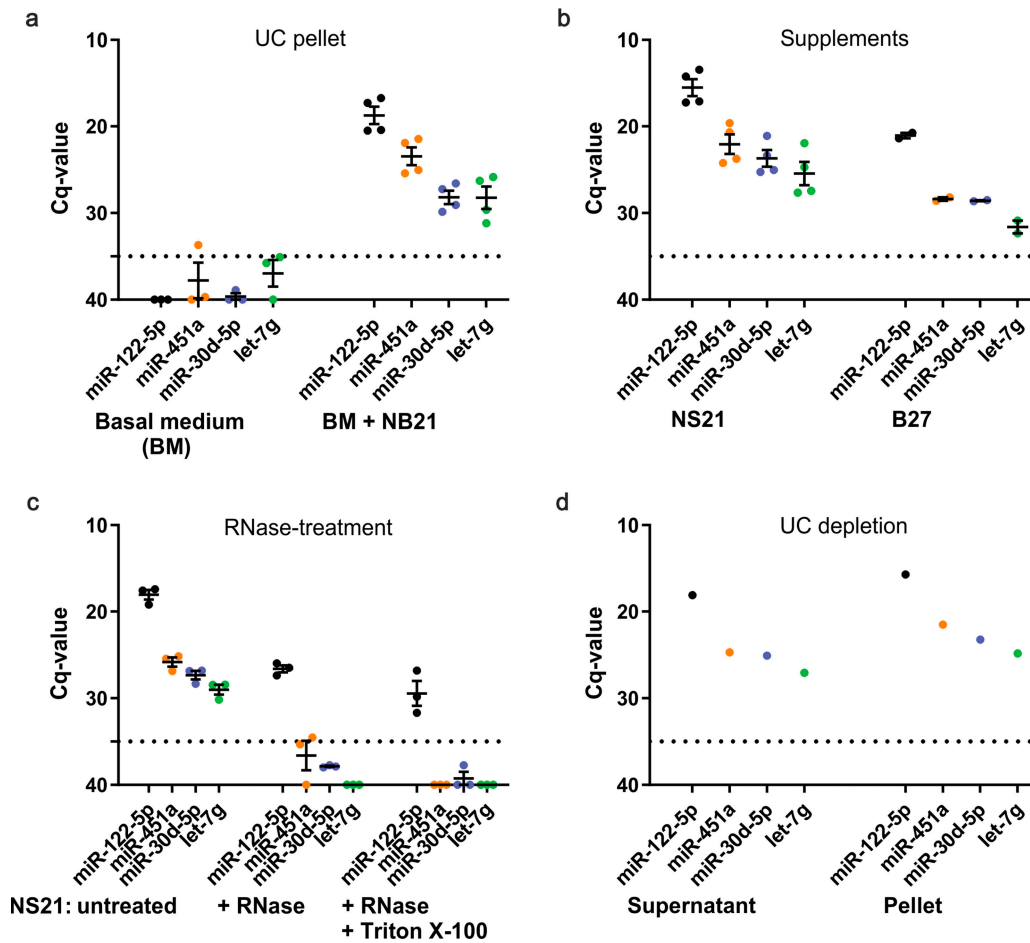 a
UC pellet
Cq-value
10
20
30
40
miR-122-5p
miR-451a
miR-30d-5p
let-7g
miR-122-5p
miR-451a
miR-30d-5p
let-7g
Basal medium
(BM)
BM + NB21
b
Supplements
Cq-value
10
20
30
40
miR-122-5p
miR-451a
miR-30d-5p
let-7g
miR-122-5p
miR-451a
miR-30d-5p
let-7g
NS21
B27
c
RNase-treatment
Cq-value
10
20
30
40
miR-122-5p
miR-451a
miR-30d-5p
let-7g
miR-122-5p
miR-451a
miR-30d-5p
let-7g
miR-122-5p
miR-451a
miR-30d-5p
let-7g
NS21: untreated
+ RNase
+ RNase
+ Triton X-100
d
UC depletion
Cq-value
10
20
30
40
miR-122-5p
miR-451a
miR-30d-5p
let-7g
miR-122-5p
miR-451a
miR-30d-5p
let-7g
Supernatant
Pellet